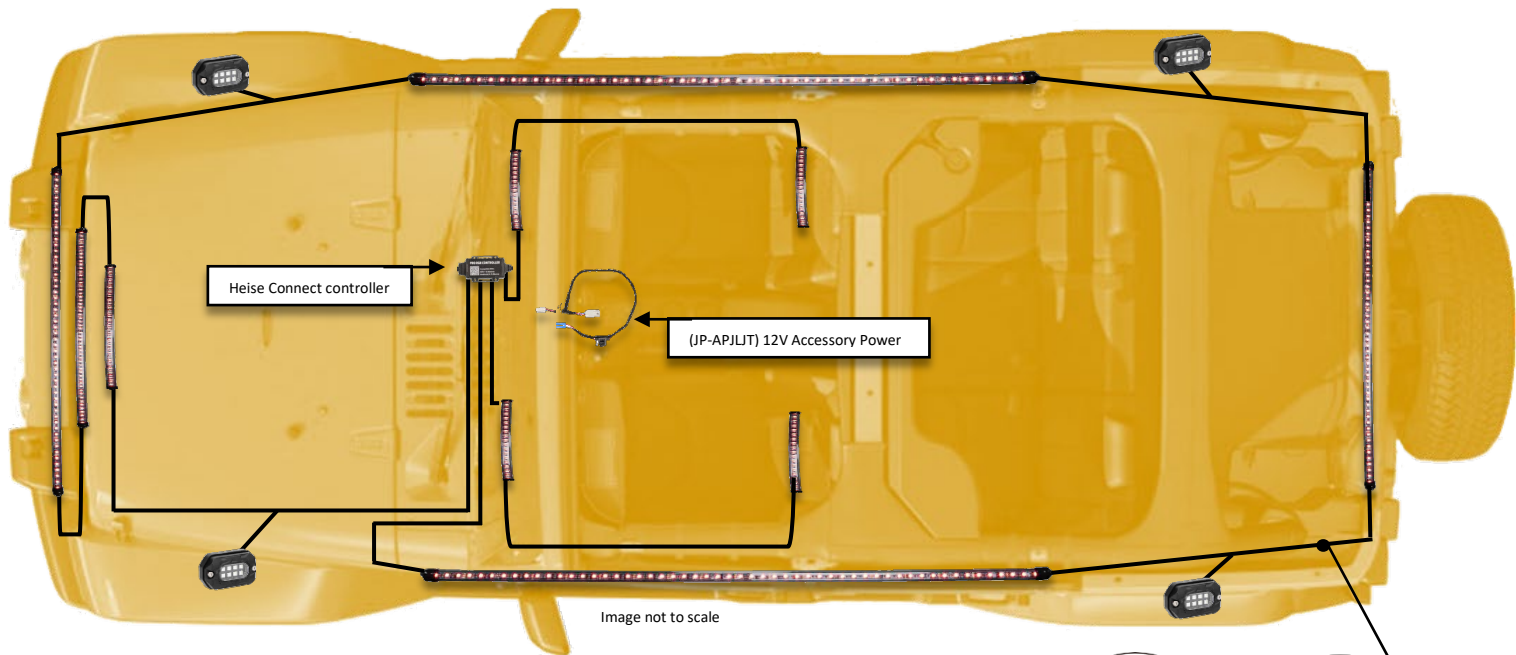 Heise Connect controller
(JP-APJLJT) 12V Accessory Power
Image not to scale